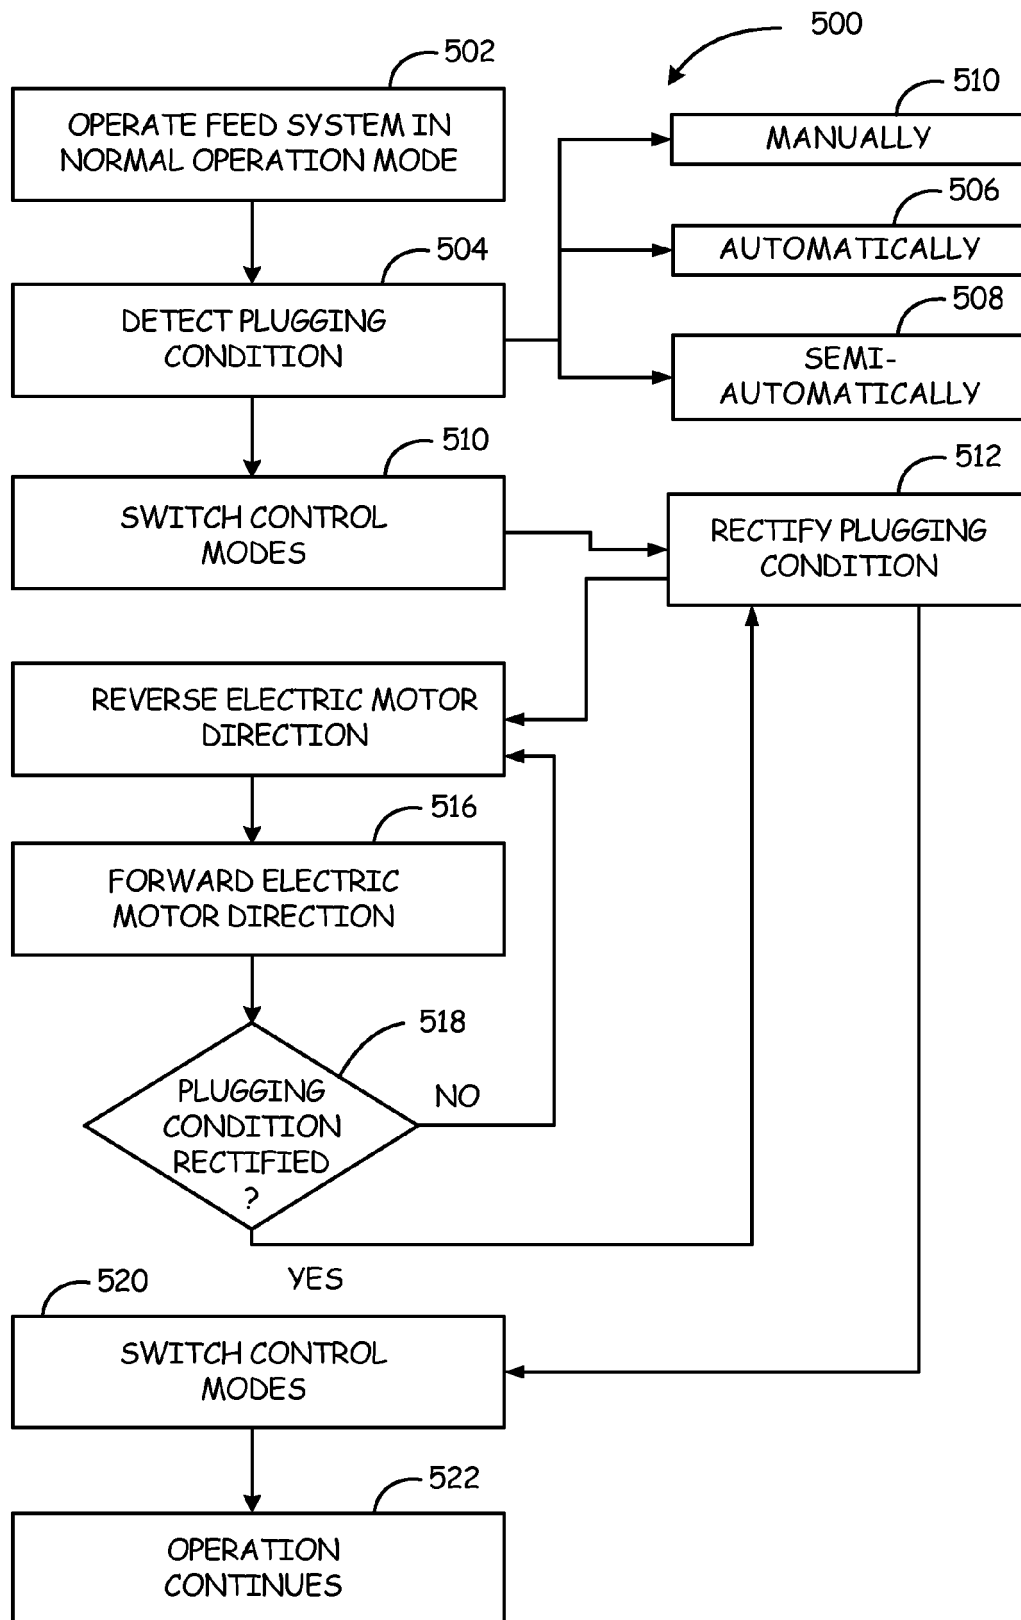 500
502
OPERATE FEED SYSTEM IN
NORMAL OPERATION MODE
510
MANUALLY
506
AUTOMATICALLY
504
DETECT PLUGGING
CONDITION
508
SEMI-
AUTOMATICALLY
510
SWITCH CONTROL
MODES
512
RECTIFY PLUGGING
CONDITION
REVERSE ELECTRIC MOTOR
DIRECTION
516
FORWARD ELECTRIC
MOTOR DIRECTION
518
PLUGGING
CONDITION
RECTIFIED
?
NO
YES
520
SWITCH CONTROL
MODES
522
OPERATION
CONTINUES